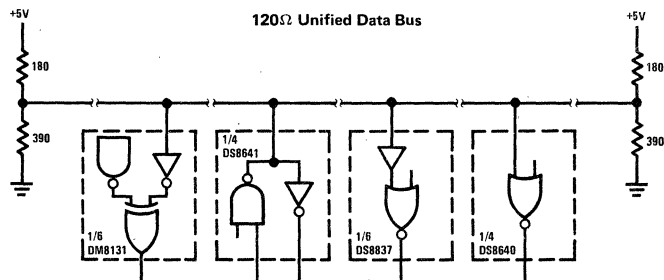 120Ω Unified Data Bus
+5V
+5V
180
180
390
390
1/4
DS8641
1/6
DM8131
1/6
DS8837
1/4
DS8640